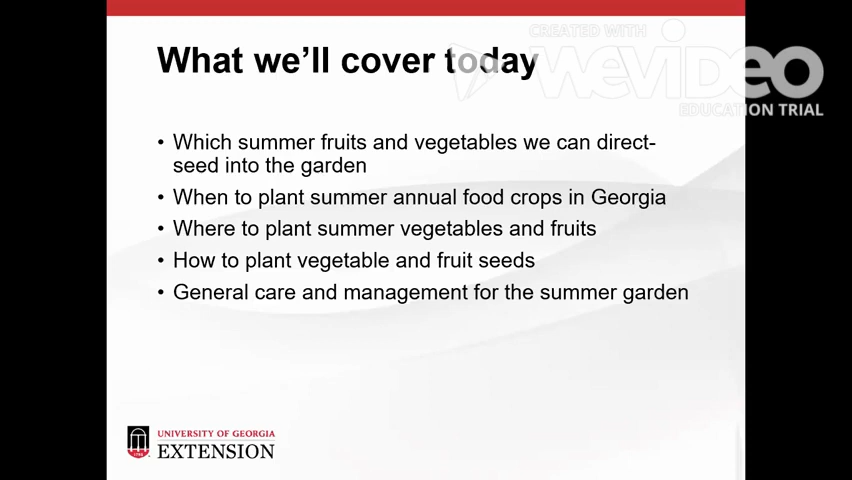 CREATED WITH
What we'll cover today
WEVIDEO
EDUCATION TRIAL
• Which summer fruits and vegetables we can direct-
seed into the garden
• When to plant summer annual food crops in Georgia
• Where to plant summer vegetables and fruits
• How to plant vegetable and fruit seeds
• General care and management for the summer garden
UNIVERSITY OF GEORGIA
EXTENSION